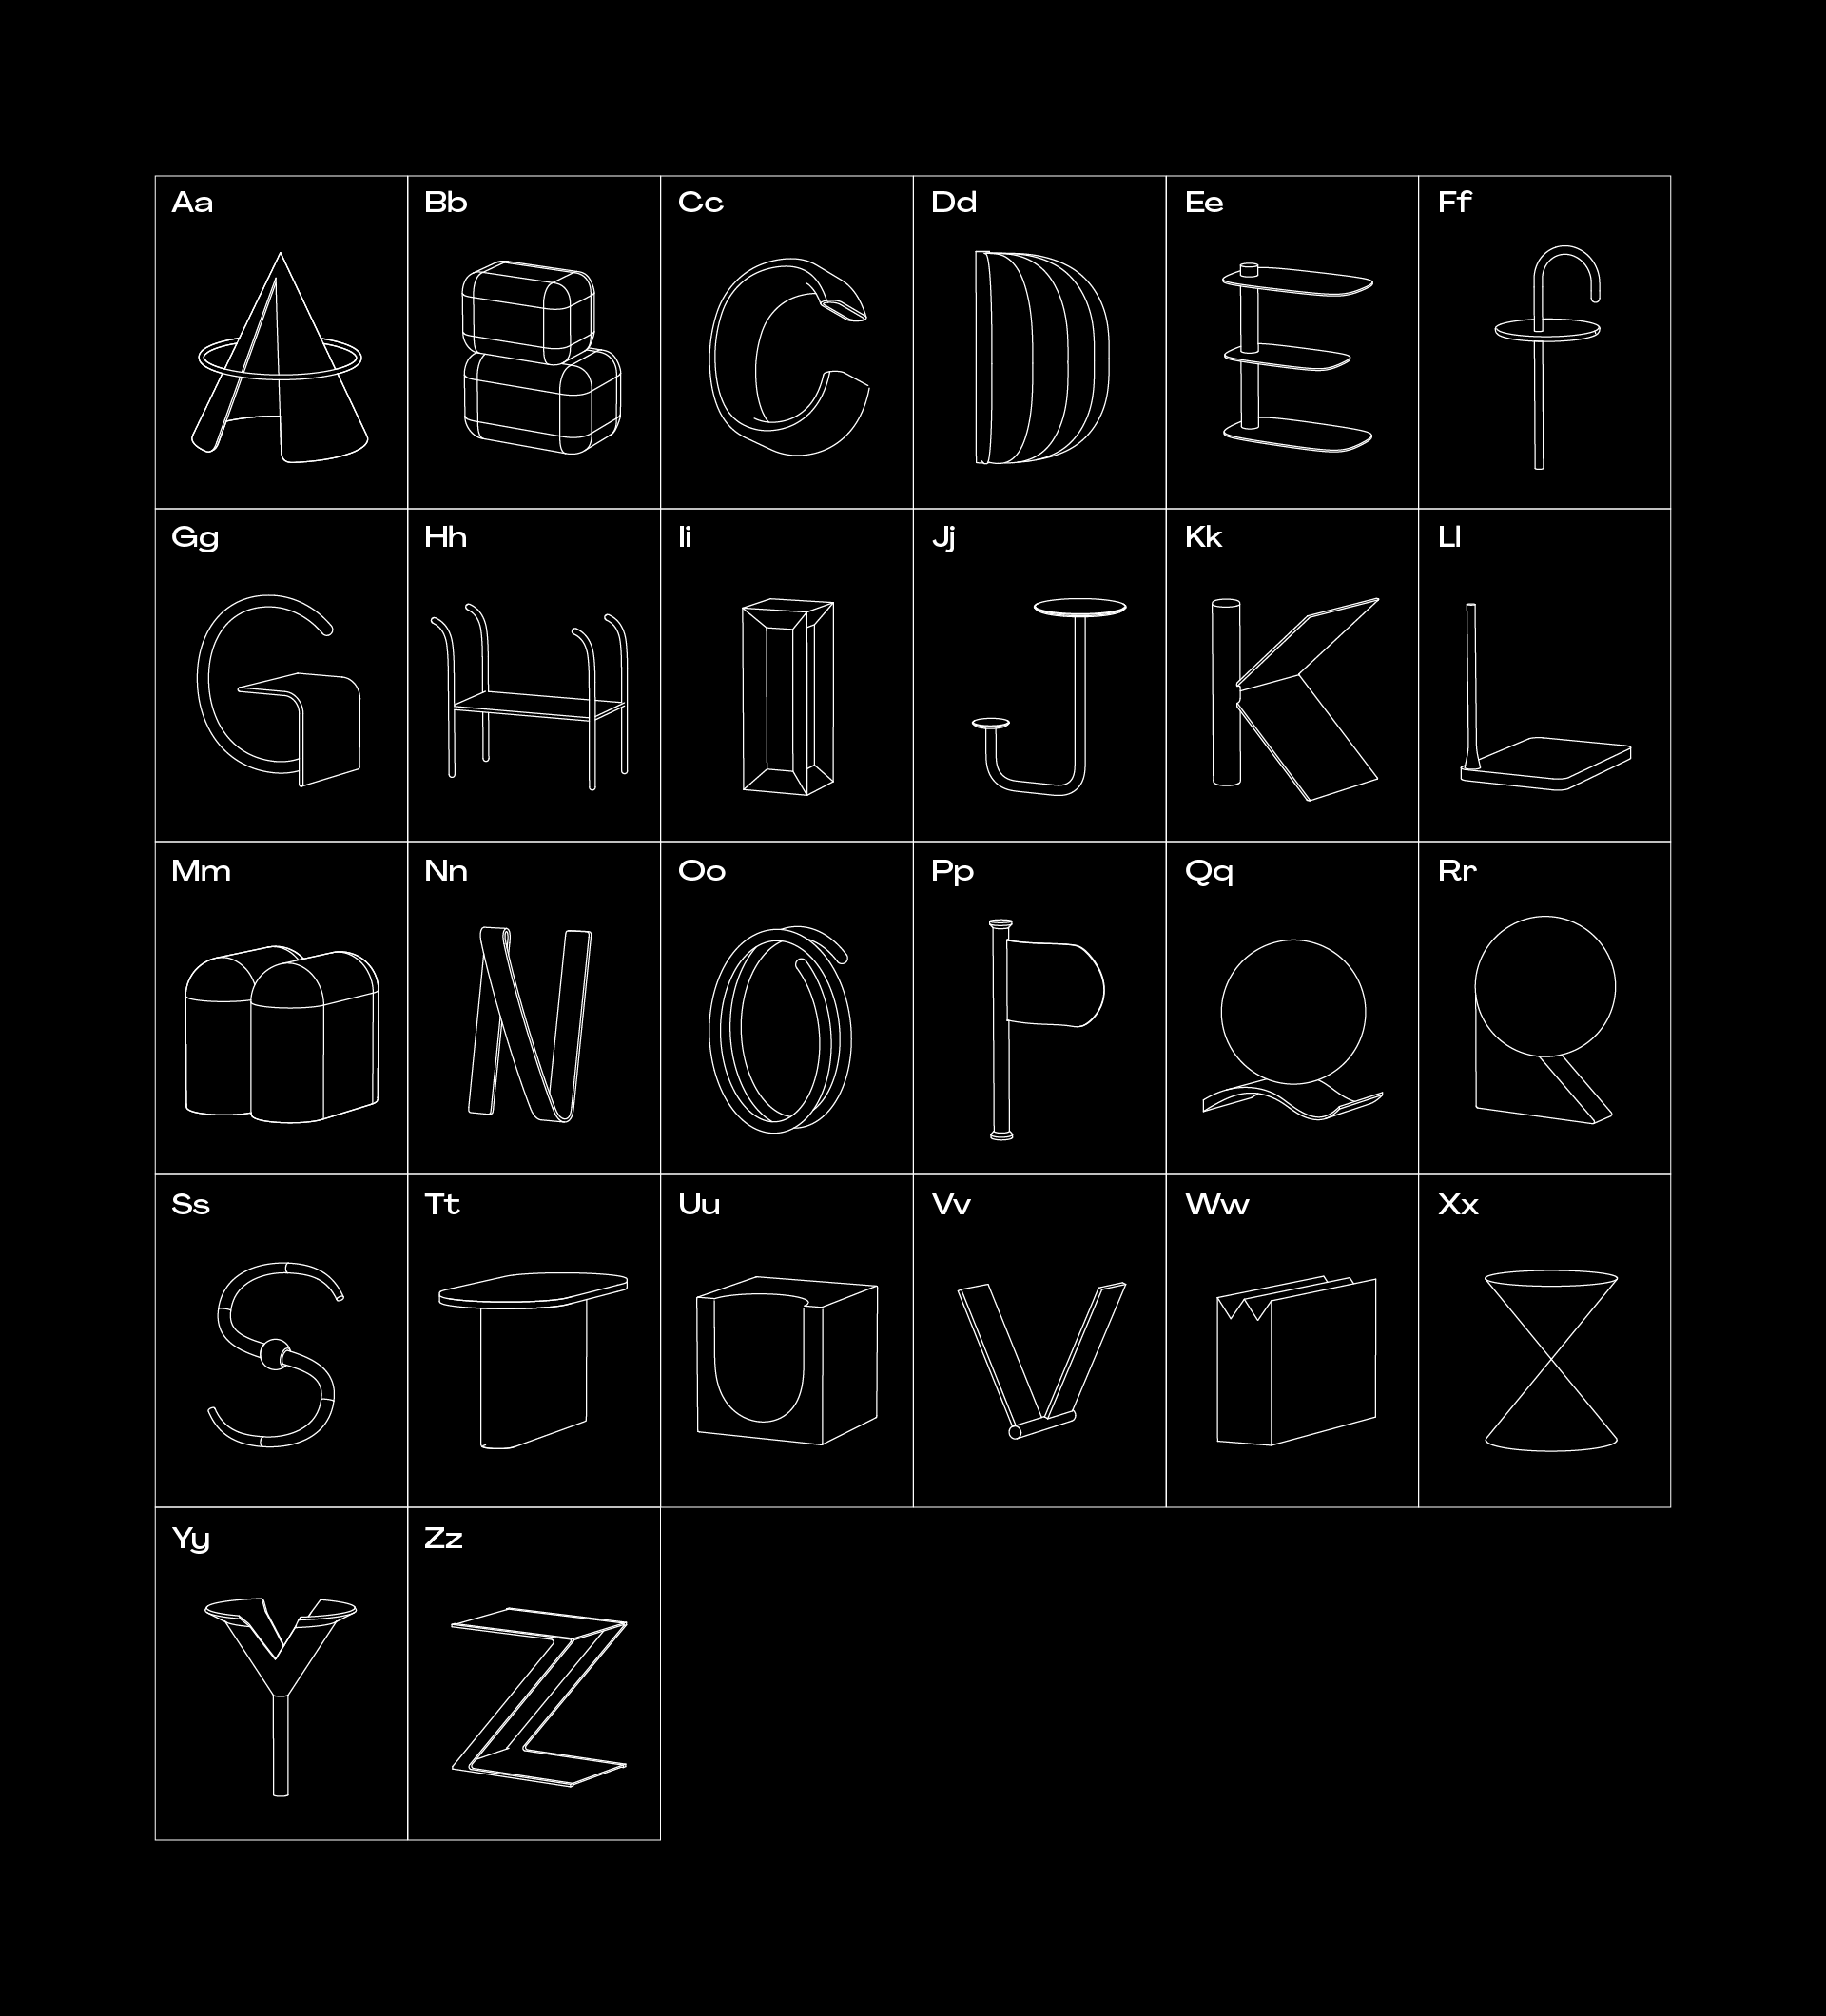 Aa Bb Cc Dd Ee Ff
Gg Hh Ii Jj Kk Ll
Mm Nn Oo Pp Qq Rr
Ss Tt Uu Vv Ww Xx
Yy Zz